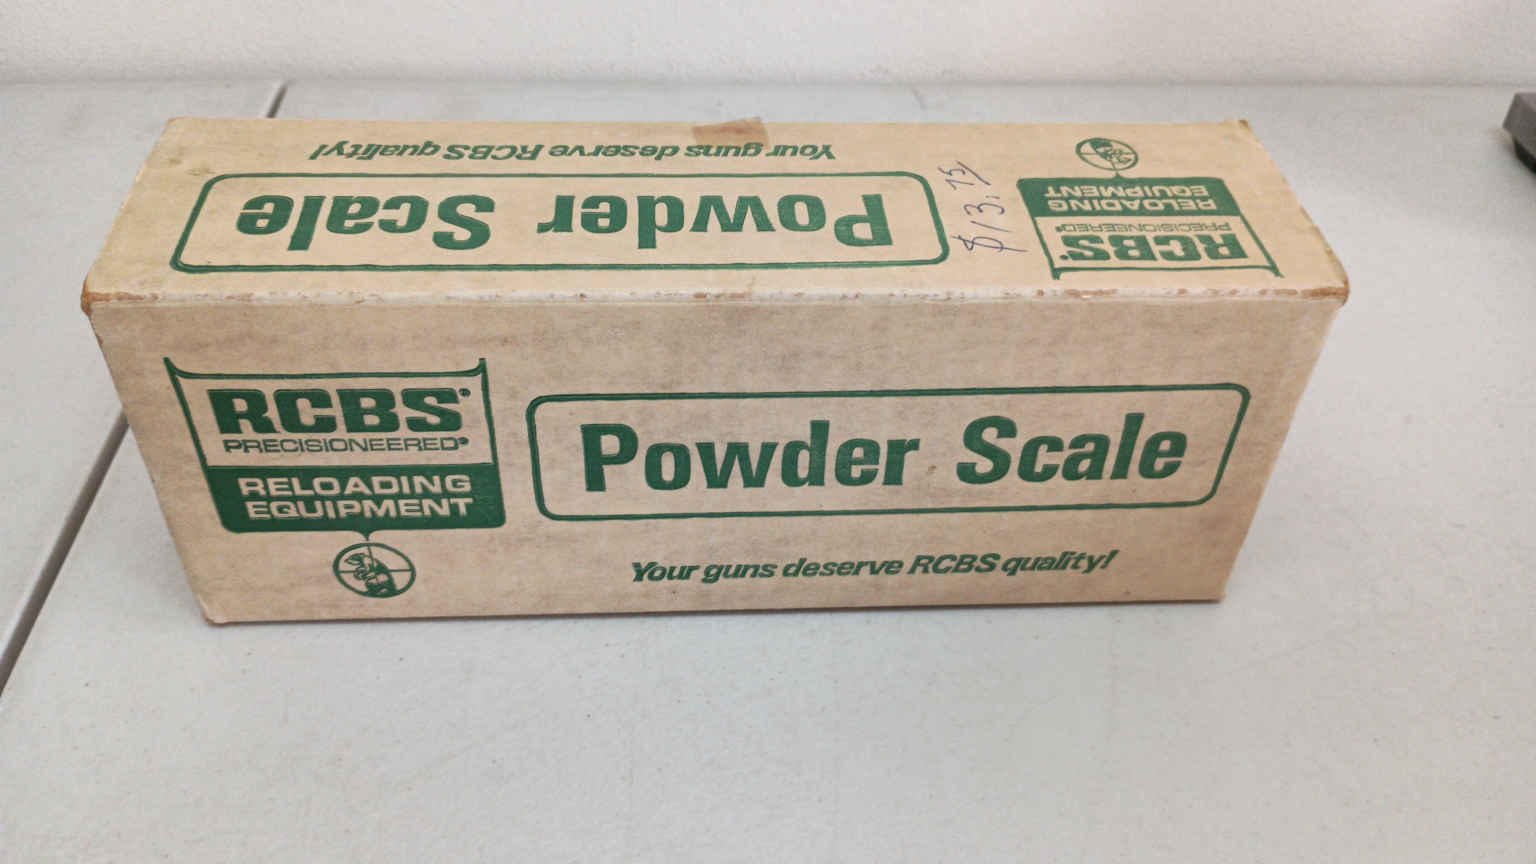 Your guns deserve RCBS quality!
Powder Scale
$13.75
RCBS®
PRECISIONEERED®
RELOADING
EQUIPMENT
RCBS®
PRECISIONEERED®
RELOADING
EQUIPMENT
Powder Scale
Your guns deserve RCBS quality!